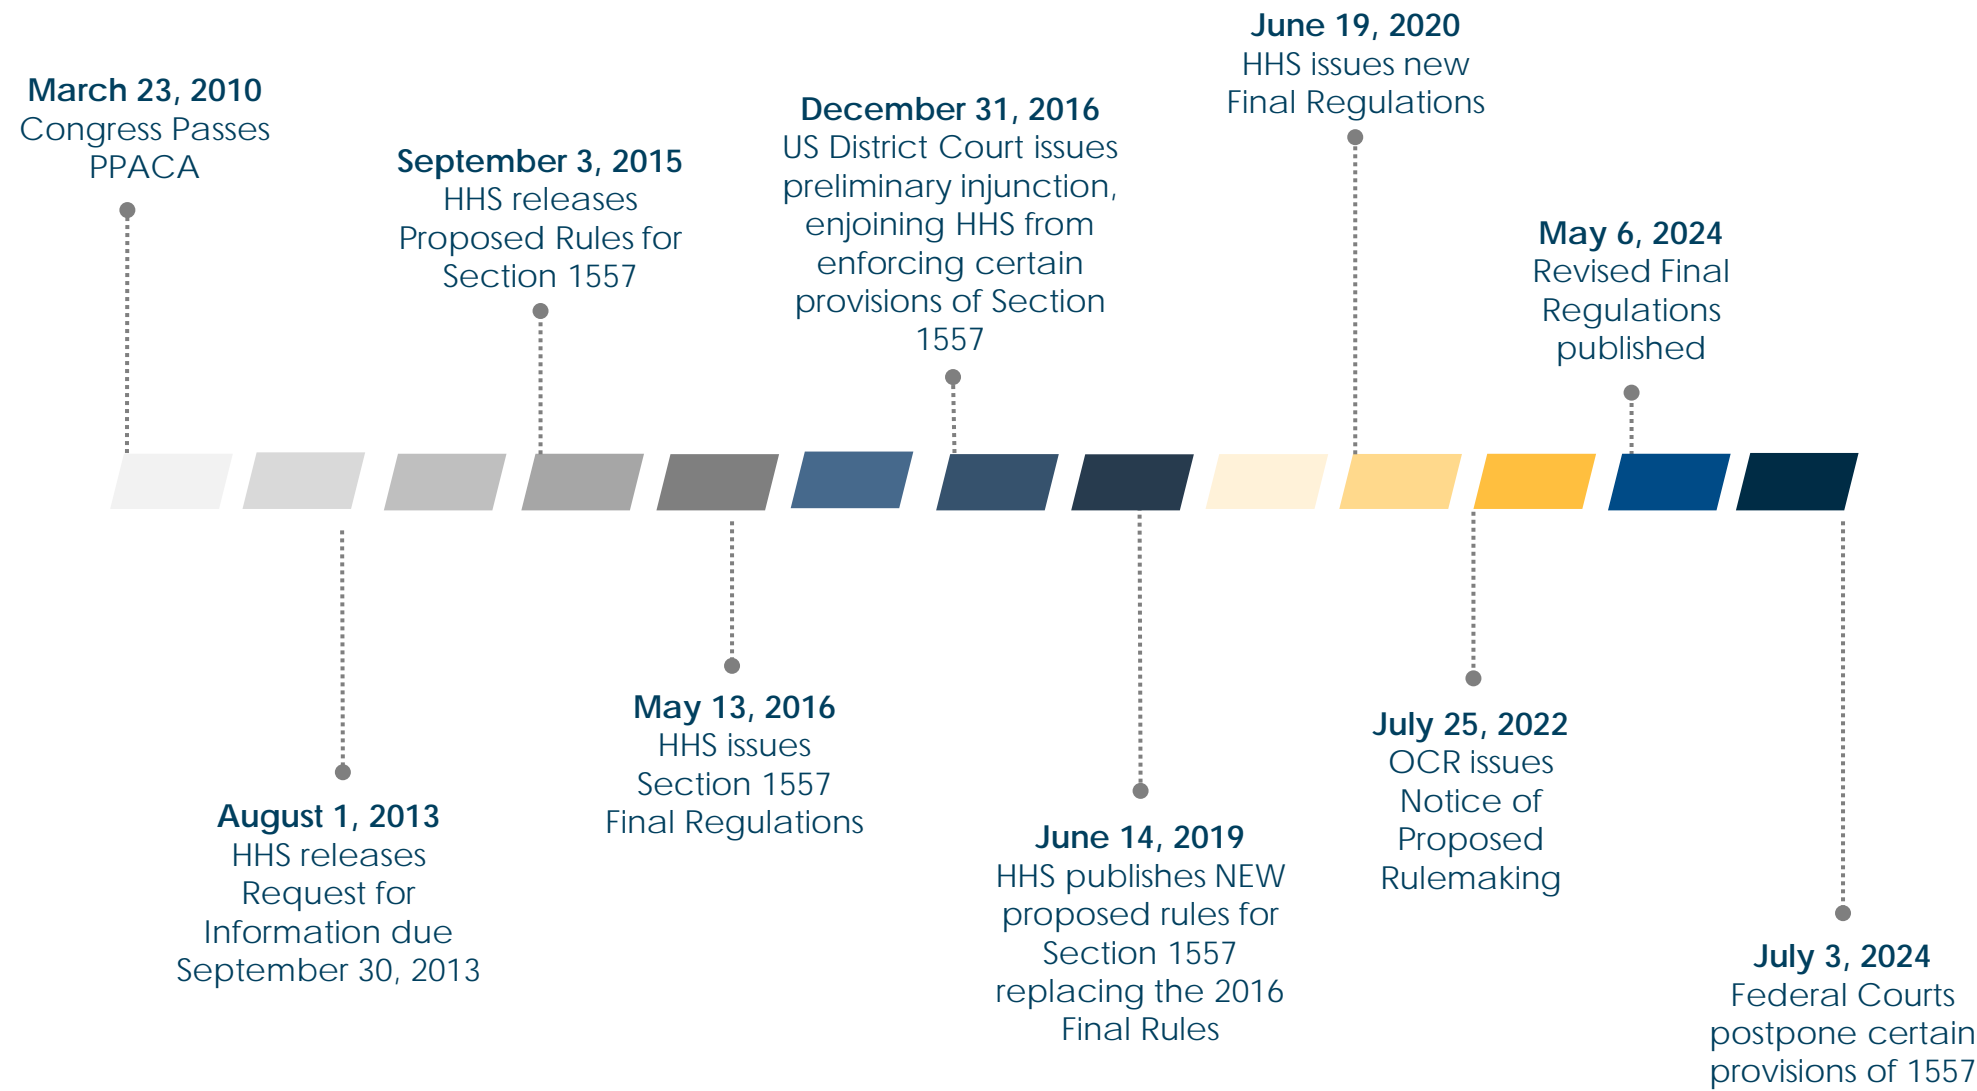 March 23, 2010
Congress Passes
PPACA
August 1, 2013
HHS releases
Request for
Information due
September 30, 2013
September 3, 2015
HHS releases
Proposed Rules for
Section 1557
May 13, 2016
HHS issues
Section 1557
Final Regulations
December 31, 2016
US District Court issues
preliminary injunction,
enjoining HHS from
enforcing certain
provisions of Section
1557
June 14, 2019
HHS publishes NEW
proposed rules for
Section 1557
replacing the 2016
Final Rules
June 19, 2020
HHS issues new
Final Regulations
July 25, 2022
OCR issues
Notice of
Proposed
Rulemaking
May 6, 2024
Revised Final
Regulations
published
July 3, 2024
Federal Courts
postpone certain
provisions of 1557